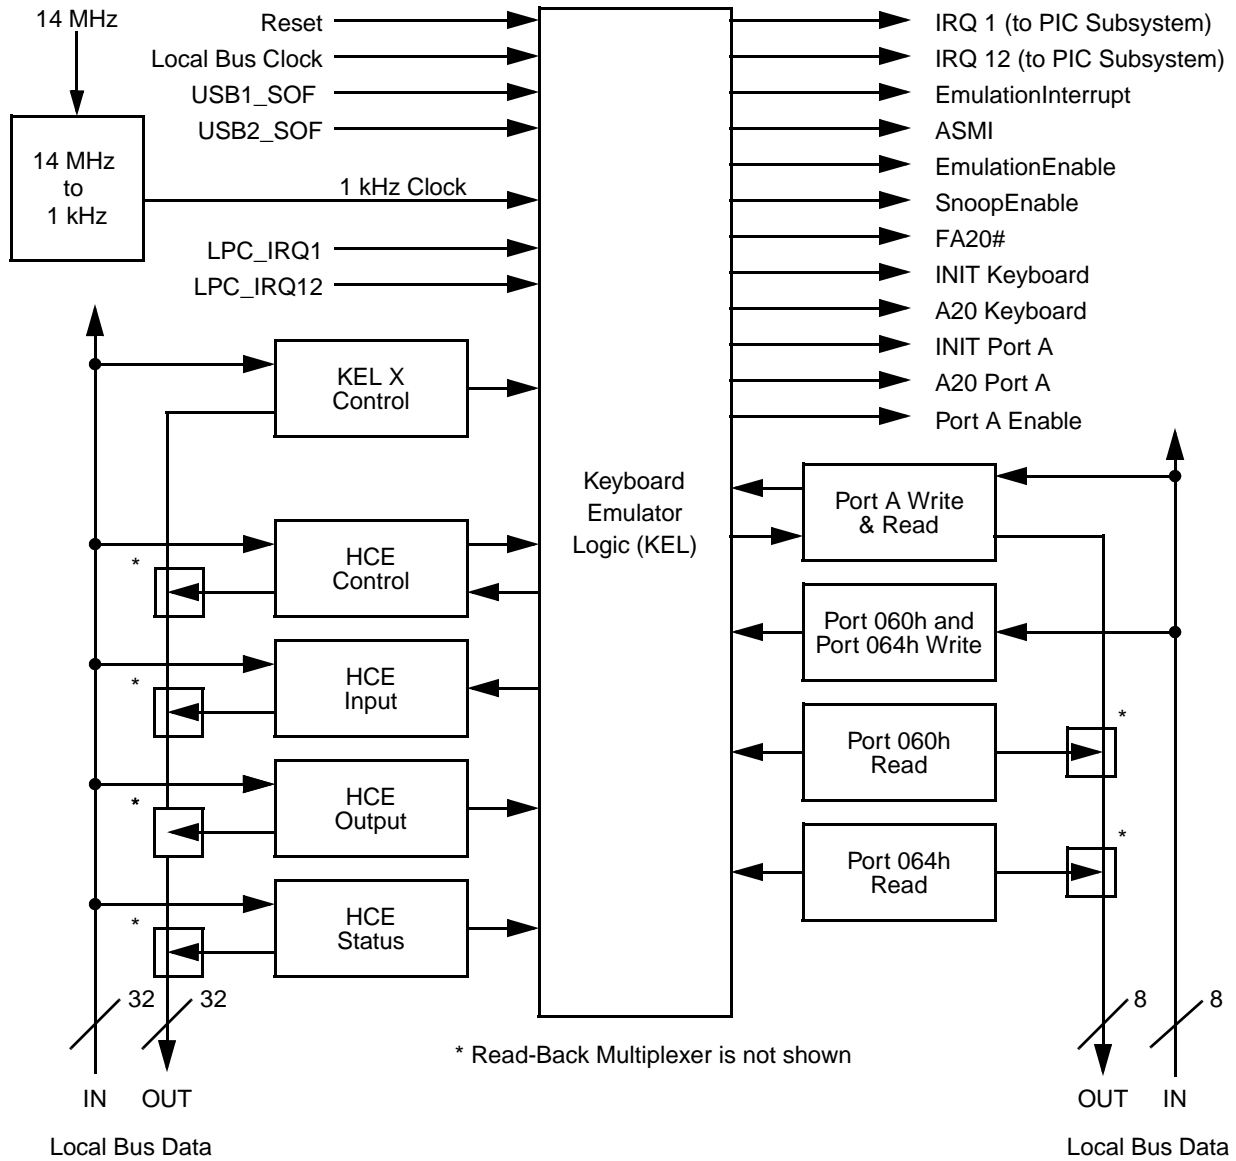 14 MHz
Reset
Local Bus Clock
USB1_SOF
USB2_SOF
14 MHz
to
1 kHz
1 kHz Clock
LPC_IRQ1
LPC_IRQ12
IRQ 1 (to PIC Subsystem)
IRQ 12 (to PIC Subsystem)
EmulationInterrupt
ASMI
EmulationEnable
SnoopEnable
FA20#
INIT Keyboard
A20 Keyboard
INIT Port A
A20 Port A
Port A Enable
KEL X
Control
*
HCE
Control
*
HCE
Input
*
HCE
Output
*
HCE
Status
Keyboard
Emulator
Logic (KEL)
Port A Write
& Read
Port 060h and
Port 064h Write
Port 060h
Read
*
Port 064h
Read
*
32
32
8
8
* Read-Back Multiplexer is not shown
IN
OUT
OUT
IN
Local Bus Data
Local Bus Data